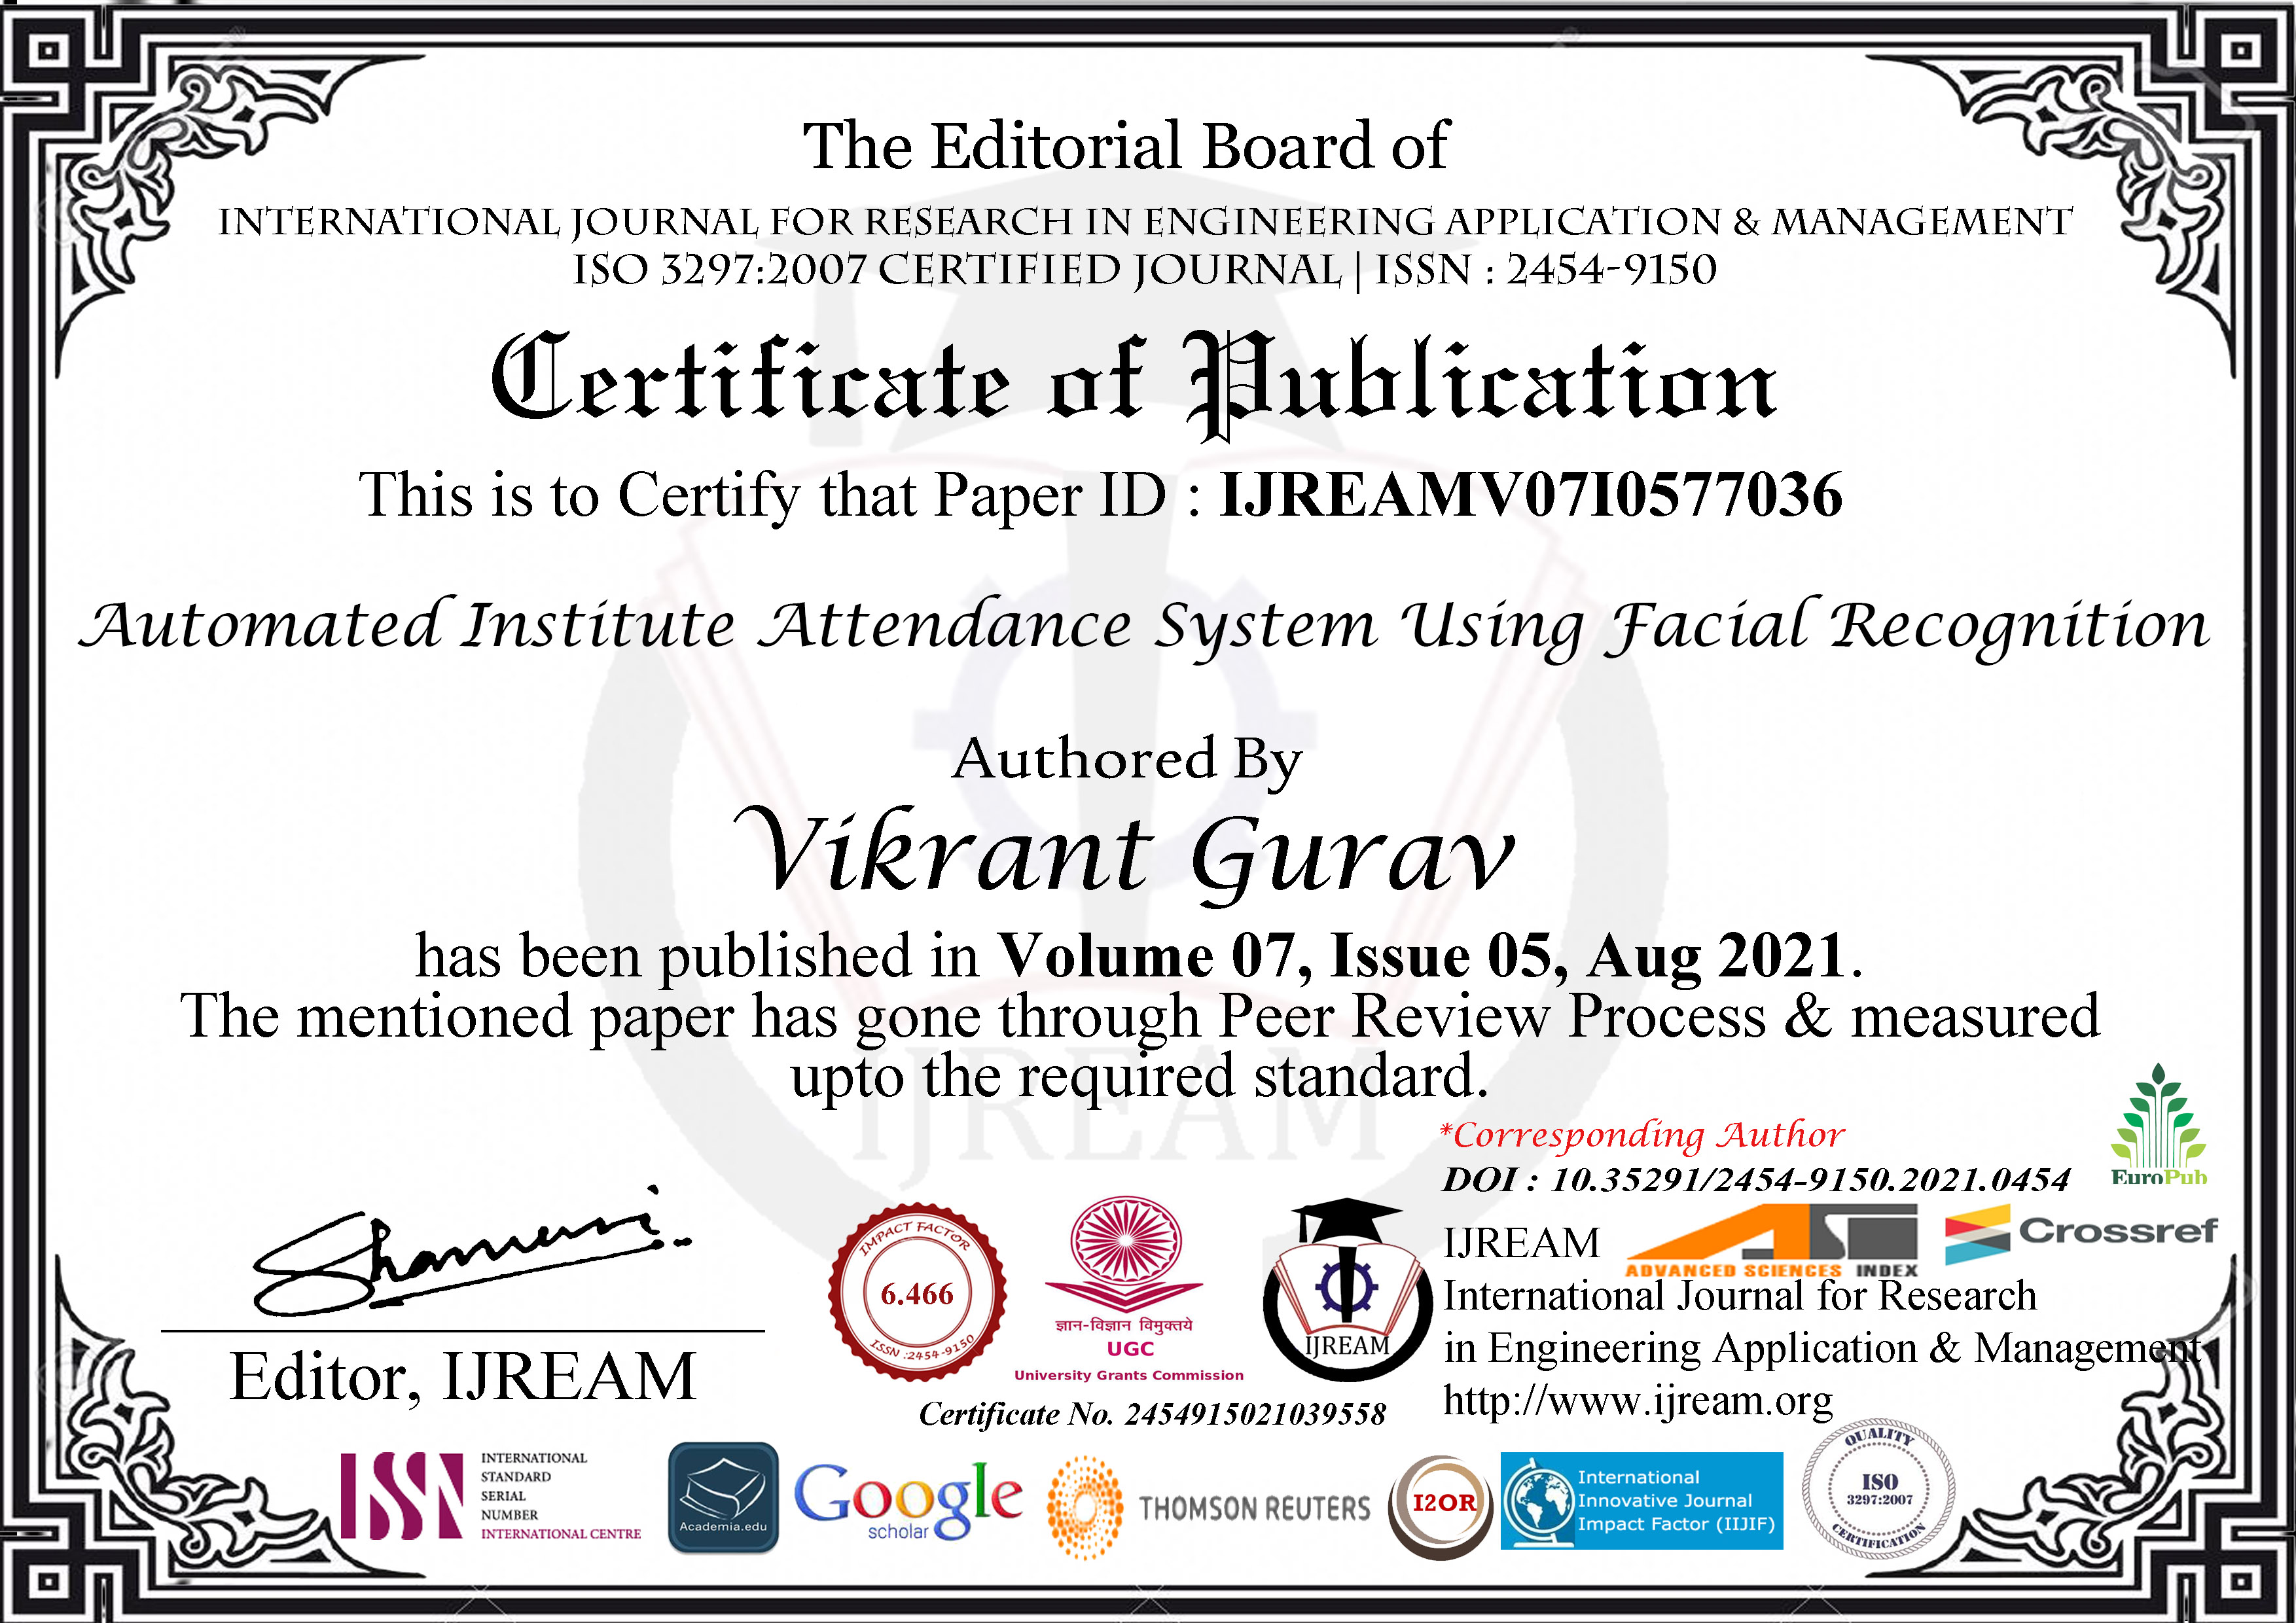 The Editorial Board of
INTERNATIONAL JOURNAL FOR RESEARCH IN ENGINEERING APPLICATION & MANAGEMENT
ISO 3297:2007 CERTIFIED JOURNAL | ISSN : 2454-9150
Certificate of Publication
This is to Certify that Paper ID : IJREAMV07I0577036
Automated Institute Attendance System Using Facial Recognition
Authored By
Vikrant Gurav
has been published in Volume 07, Issue 05, Aug 2021.
The mentioned paper has gone through Peer Review Process & measured
upto the required standard.
IJREAM
*Corresponding Author
DOI : 10.35291/2454-9150.2021.0454
EuroPub
Editor, IJREAM
IMPACT FACTOR
6.466
ISSN :2454-9150
ज्ञान-विज्ञान विमुक्तये
UGC
University Grants Commission
IJREAM
Certificate No. 2454915021039558
IJREAM
ASI
ADVANCED SCIENCES INDEX
Crossref
International Journal for Research
in Engineering Application & Management
http://www.ijream.org
ISSN
INTERNATIONAL
STANDARD
SERIAL
NUMBER
INTERNATIONAL CENTRE
Academia.edu
Google
scholar
THOMSON REUTERS
I2OR
International
Innovative Journal
Impact Factor (IIJIF)
QUALITY
ISO
3297:2007
CERTIFICATION